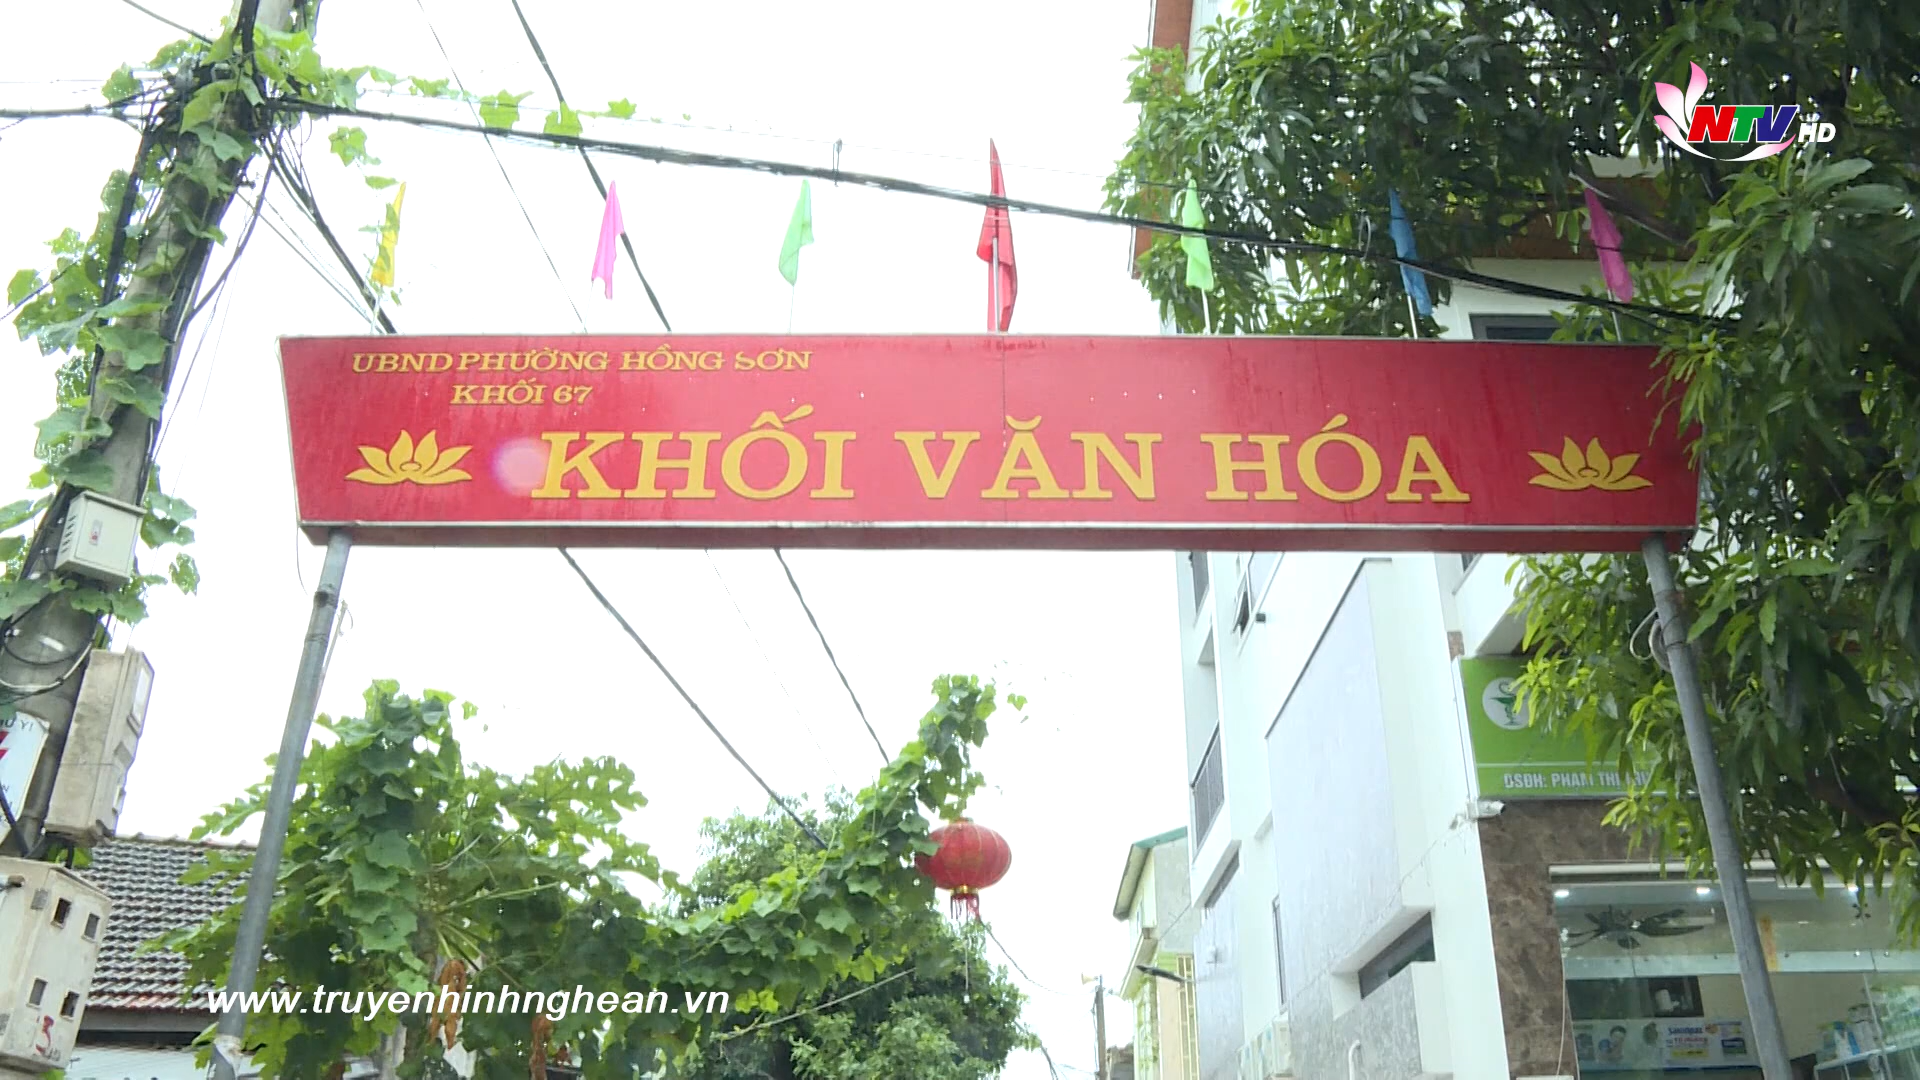 NTV HD
UBND PHƯỜNG HỒNG SƠN
KHỐI 67
KHỐI VĂN HÓA
DSĐH: PHẠM THỊ
www.truyenhinhnghean.vn